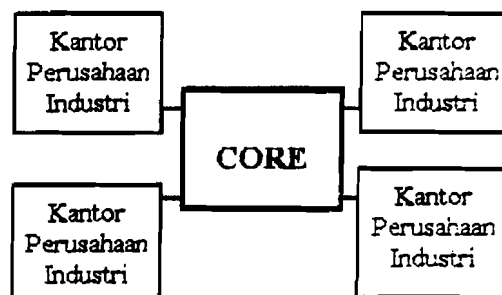 Kantor
Perusahaan
Industri
Kantor
Perusahaan
Industri
CORE
Kantor
Perusahaan
Industri
Kantor
Perusahaan
Industri